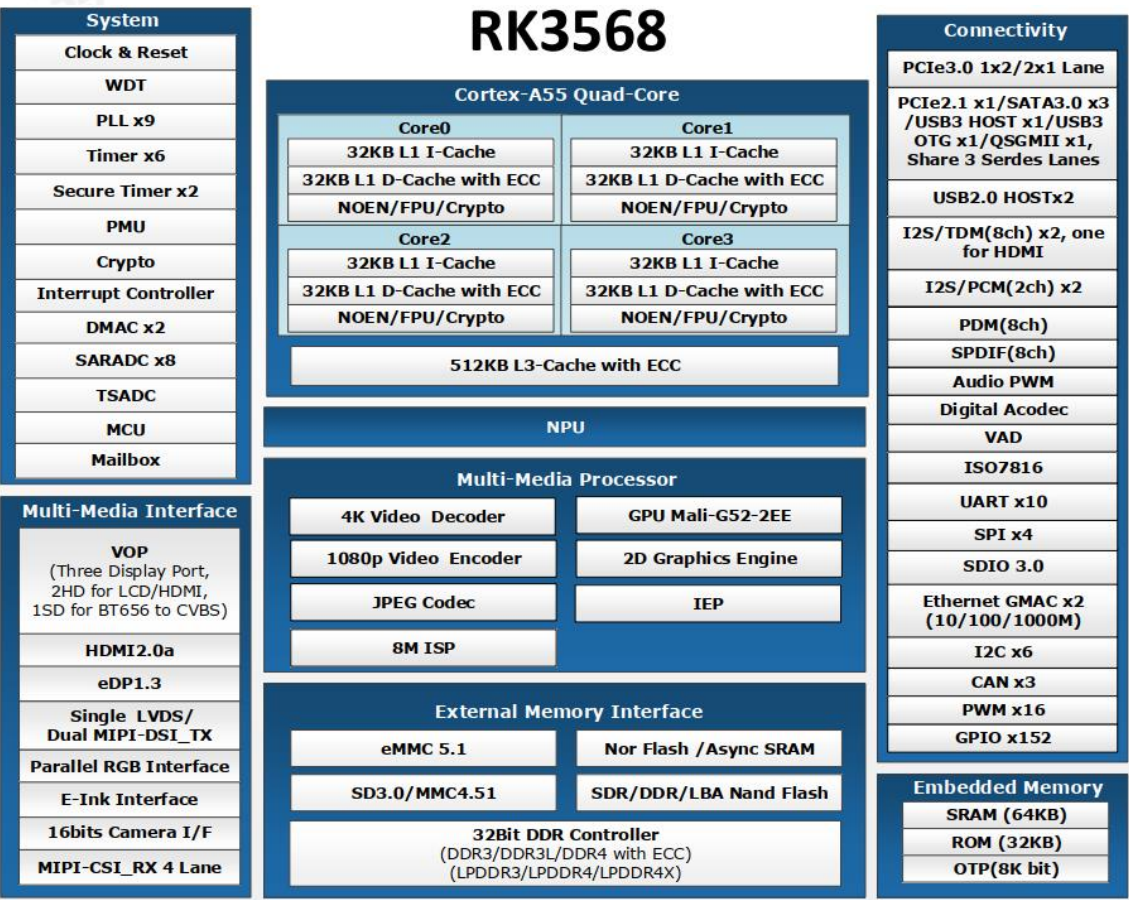 RK3568
System
Clock & Reset
WDT
PLL x9
Timer x6
Secure Timer x2
PMU
Crypto
Interrupt Controller
DMAC x2
SARADC x8
TSADC
MCU
Mailbox
Multi-Media Interface
VOP
(Three Display Port,
2HD for LCD/HDMI,
1SD for BT656 to CVBS)
HDMI2.0a
eDP1.3
Single LVDS/
Dual MIPI-DSI_TX
Parallel RGB Interface
E-Ink Interface
16bits Camera I/F
MIPI-CSI_RX 4 Lane
Cortex-A55 Quad-Core
Core0
32KB L1 I-Cache
32KB L1 D-Cache with ECC
NOEN/FPU/Crypto
Core1
32KB L1 I-Cache
32KB L1 D-Cache with ECC
NOEN/FPU/Crypto
Core2
32KB L1 I-Cache
32KB L1 D-Cache with ECC
NOEN/FPU/Crypto
Core3
32KB L1 I-Cache
32KB L1 D-Cache with ECC
NOEN/FPU/Crypto
512KB L3-Cache with ECC
NPU
Multi-Media Processor
4K Video Decoder
GPU Mali-G52-2EE
1080p Video Encoder
2D Graphics Engine
JPEG Codec
IEP
8M ISP
External Memory Interface
eMMC 5.1
Nor Flash /Async SRAM
SD3.0/MMC4.51
SDR/DDR/LBA Nand Flash
32Bit DDR Controller
(DDR3/DDR3L/DDR4 with ECC)
(LPDDR3/LPDDR4/LPDDR4X)
Connectivity
PCIe3.0 1x2/2x1 Lane
PCIe2.1 x1/SATA3.0 x3
/USB3 HOST x1/USB3
OTG x1/QSGMII x1,
Share 3 Serdes Lanes
USB2.0 HOSTx2
I2S/TDM(8ch) x2, one
for HDMI
I2S/PCM(2ch) x2
PDM(8ch)
SPDIF(8ch)
Audio PWM
Digital Acodec
VAD
ISO7816
UART x10
SPI x4
SDIO 3.0
Ethernet GMAC x2
(10/100/1000M)
I2C x6
CAN x3
PWM x16
GPIO x152
Embedded Memory
SRAM (64KB)
ROM (32KB)
OTP(8K bit)